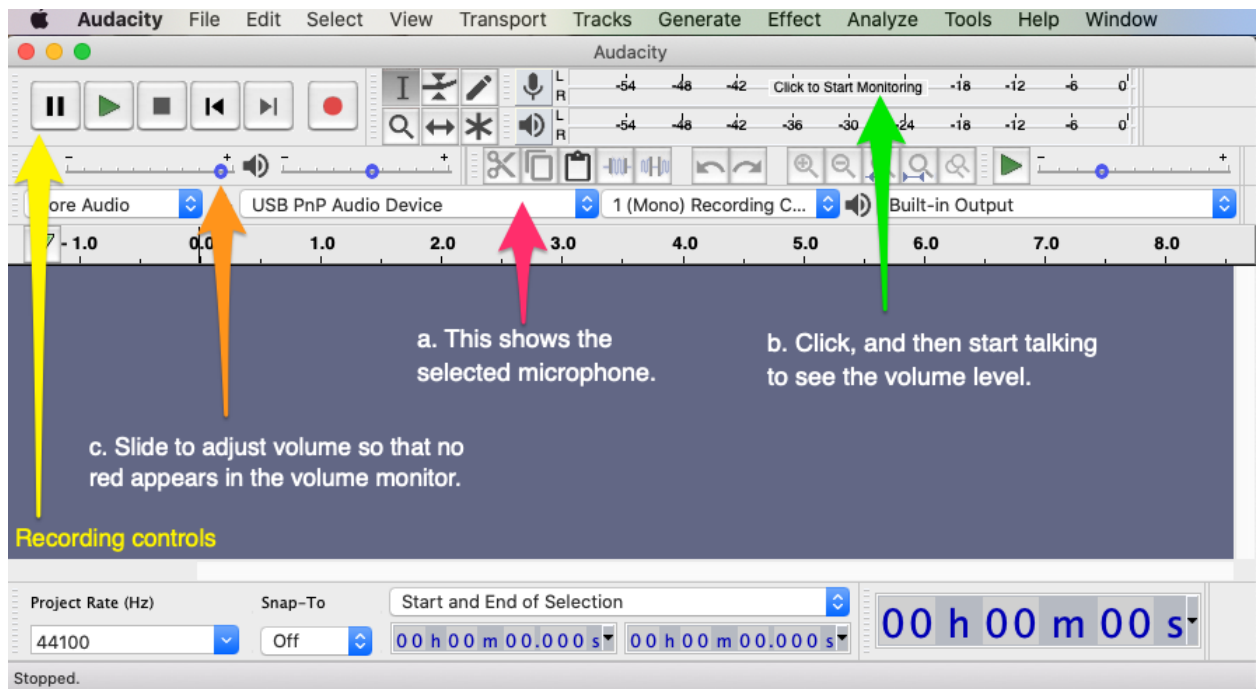 Audacity File Edit Select View Transport Tracks Generate Effect Analyze Tools Help Window
Audacity
L
R
-54 -48 -42 Click to Start Monitoring -18 -12 -6 0
L
R
-54 -48 -42 -36 -30 -24 -18 -12 -6 0
- + - + - +
USB PnP Audio Device 1 (Mono) Recording C... Built-in Output
- 1.0 0.0 1.0 2.0 3.0 4.0 5.0 6.0 7.0 8.0
a. This shows the
selected microphone.
b. Click, and then start talking
to see the volume level.
c. Slide to adjust volume so that no
red appears in the volume monitor.
Recording controls
Project Rate (Hz) Snap-To Start and End of Selection
44100 Off 00 h 00 m 00.000 s 00 h 00 m 00.000 s
00 h 00 m 00 s
Stopped.